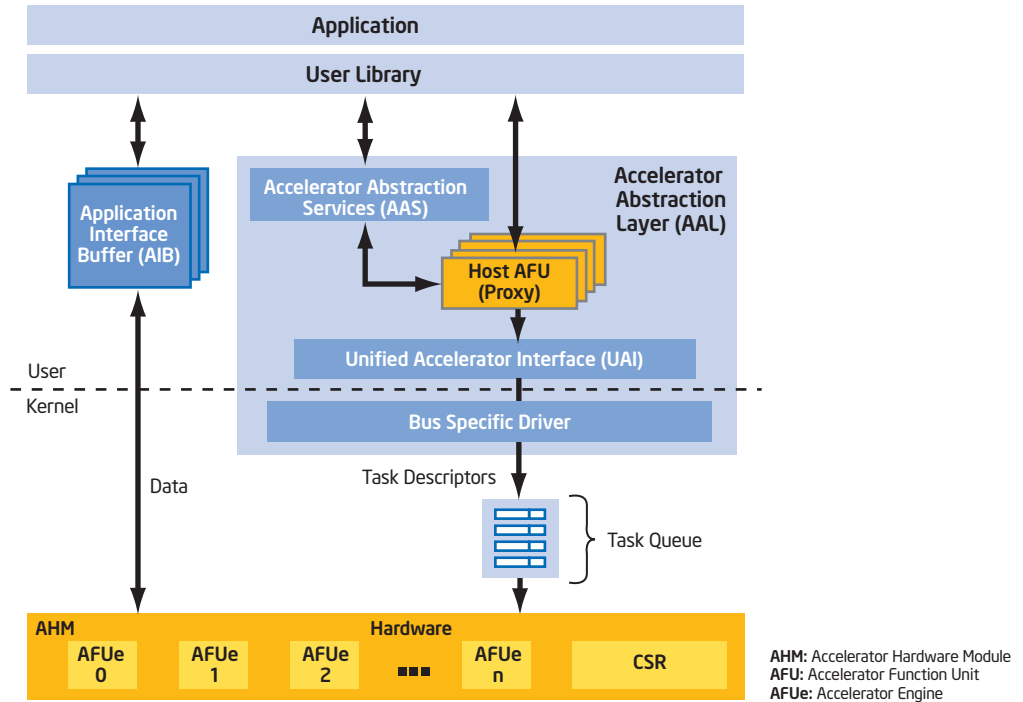 Application
User Library
Accelerator Abstraction
Services (AAS)
Accelerator
Abstraction
Layer (AAL)
Application
Interface
Buffer (AIB)
Host AFU
(Proxy)
Unified Accelerator Interface (UAI)
User
Kernel
Bus Specific Driver
Data
Task Descriptors
Task Queue
AHM
Hardware
AFUe
0
AFUe
1
AFUe
2
AFUe
n
CSR
AHM: Accelerator Hardware Module
AFU: Accelerator Function Unit
AFUe: Accelerator Engine